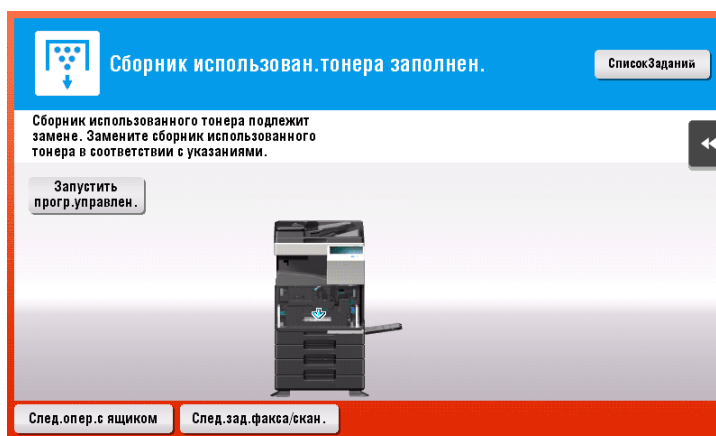 Сборник использован.тонера заполнен.
СписокЗаданий
Сборник использованного тонера подлежит
замене. Замените сборник использованного
тонера в соответствии с указаниями.
Запустить
прогр.управлен.
След.опер.с ящиком
След.зад.факса/скан.